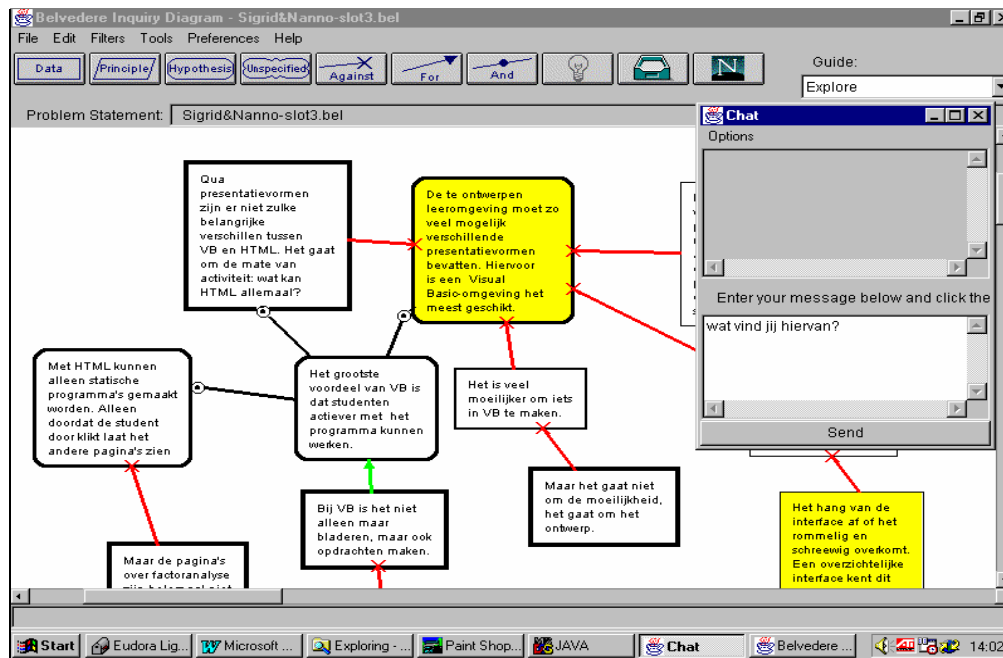 Belvedere Inquiry Diagram - Sigrid&Nanno-slot3.bel
File Edit Filters Tools Preferences Help
Data
Principle
Hypothesis
Unspecified
Against
For
And
N
Guide:
Explore
Problem Statement:
Sigrid&Nanno-slot3.bel
Qua
presentatievormen
zijn er niet zulke
belangrijke
verschillen tussen
VB en HTML. Het gaat
om de mate van
activiteit: wat kan
HTML allemaal?
De te ontwerpen
leeromgeving moet zo
veel mogelijk
verschillende
presentatievormen
bevatten. Hiervoor
is een Visual
Basic-omgeving het
meest geschikt.
Chat
Options
Enter your message below and click the
wat vind jij hiervan?
Send
Met HTML kunnen
alleen statische
programma's gemaakt
worden. Alleen
doordat de student
door klikt laat het
andere pagina's zien
Het grootste
voordeel van VB is
dat studenten
actiever met het
programma kunnen
werken.
Het is veel
moeilijker om iets
in VB te maken.
Maar het gaat niet
om de moeilijkheid,
het gaat om het
ontwerp.
Bij VB is het niet
alleen maar
bladeren, maar ook
opdrachten maken.
Maar de pagina's
over factoranalyse
Het hang van de
interface af of het
rommelig en
schreewig overkomt.
Een overzichtelijke
interface kent dit
Start
Eudora Lig...
Microsoft ...
Exploring - ...
Paint Shop...
JAVA
Chat
Belvedere ...
14:02